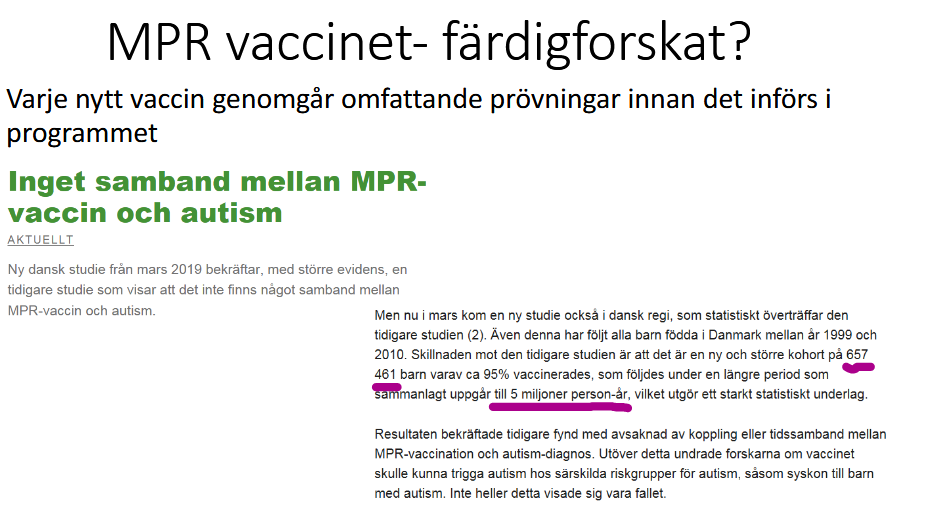 MPR vaccinet- färdigforskat?
Varje nytt vaccin genomgår omfattande prövningar innan det införs i
programmet
Inget samband mellan MPR-
vaccin och autism
AKTUELLT
Ny dansk studie från mars 2019 bekräftar, med större evidens, en
tidigare studie som visar att det inte finns något samband mellan
MPR-vaccin och autism.
Men nu i mars kom en ny studie också i dansk regi, som statistiskt överträffar den
tidigare studien (2). Även denna har följt alla barn födda i Danmark mellan år 1999 och
2010. Skillnaden mot den tidigare studien är att det är en ny och större kohort på 657
461 barn varav ca 95% vaccinerades, som följdes under en längre period som
sammanlagt uppgår till 5 miljoner person-år, vilket utgör ett starkt statistiskt underlag.
Resultaten bekräftade tidigare fynd med avsaknad av koppling eller tidssamband mellan
MPR-vaccination och autism-diagnos. Utöver detta undrade forskarna om vaccinet
skulle kunna trigga autism hos särskilda riskgrupper för autism, såsom syskon till barn
med autism. Inte heller detta visade sig vara fallet.